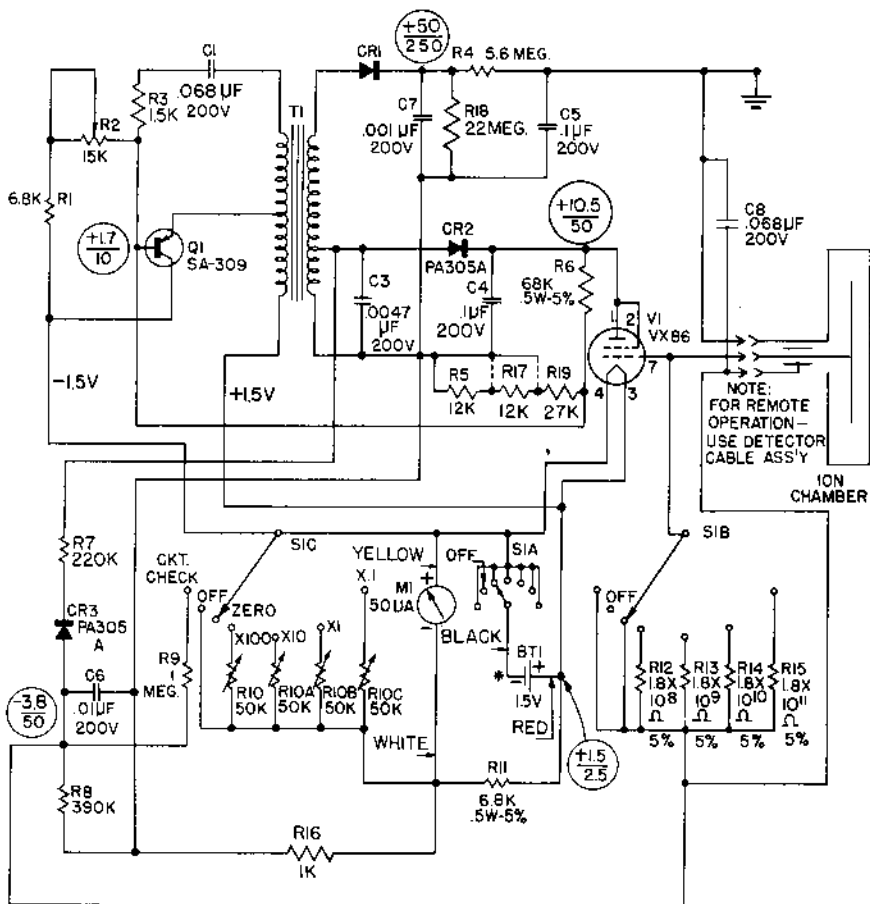 C1
.068 UF
200V
R3
1.5K
R2
15K
6.8K
R1
+1.7
10
Q1
SA-309
T1
CR1
+50
250
R4
5.6 MEG.
C7
.001 UF
200V
R18
22 MEG.
C5
.1UF
200V
CR2
PA305A
+10.5
50
C3
.0047
UF
200V
C4
.1UF
200V
R6
68K
.5W-5%
C8
.068UF
200V
1
2
V1
VX86
7
4
3
R5
12K
R17
12K
R19
27K
-1.5V
+1.5V
NOTE:
FOR REMOTE
OPERATION-
USE DETECTOR
CABLE ASS'Y
ION
CHAMBER
R7
220K
CR3
PA305
A
C6
.01UF
200V
-3.8
50
R8
390K
CKT.
CHECK
R9
1
MEG.
OFF
ZERO
S1C
X100
X10
X1
X.1
R10
50K
R10A
50K
R10B
50K
R10C
50K
YELLOW
+
M1
50UA
-
BLACK
WHITE
OFF
S1A
BT1
+
*
-
1.5V
RED
+1.5
2.5
R11
6.8K
.5W-5%
R16
1K
S1B
OFF
R12
1.8X
10⁸
Ω
5%
R13
1.8X
10⁹
Ω
5%
R14
1.8X
10¹⁰
Ω
5%
R15
1.8X
10¹¹
Ω
5%